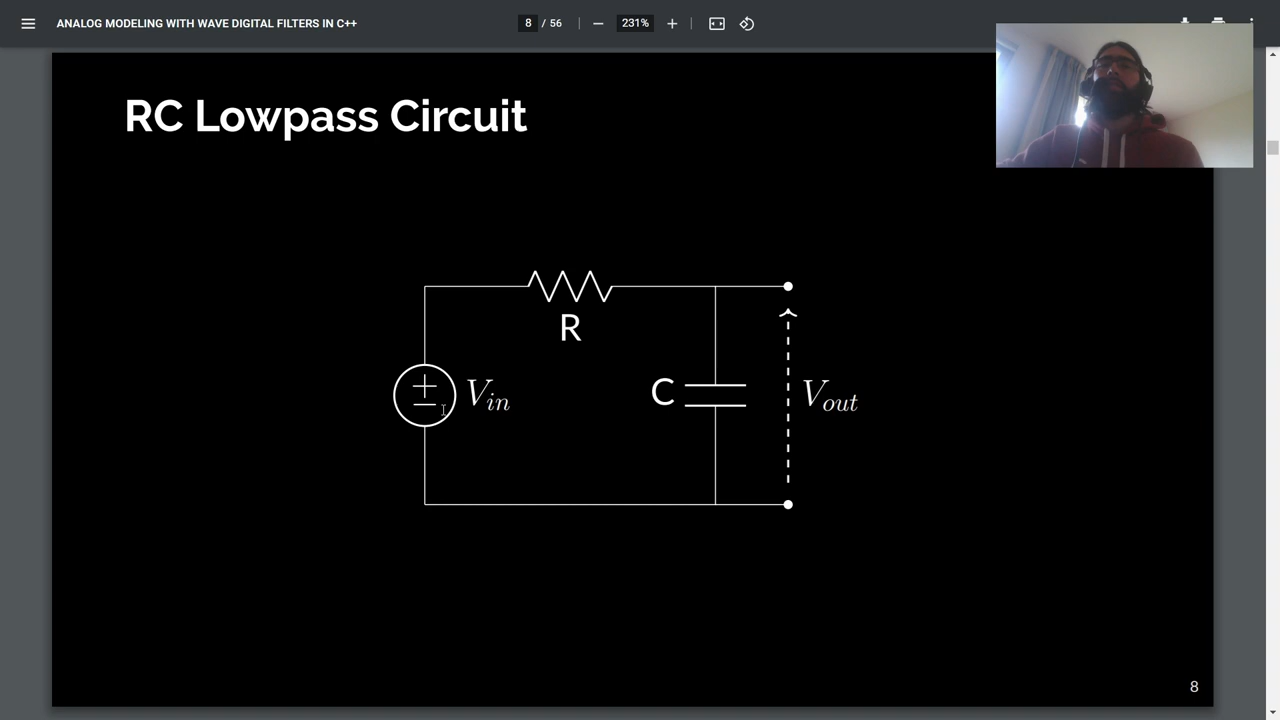 ANALOG MODELING WITH WAVE DIGITAL FILTERS IN C++
8 / 56
231%
RC Lowpass Circuit
R
+
−
V_in
C
V_out
8